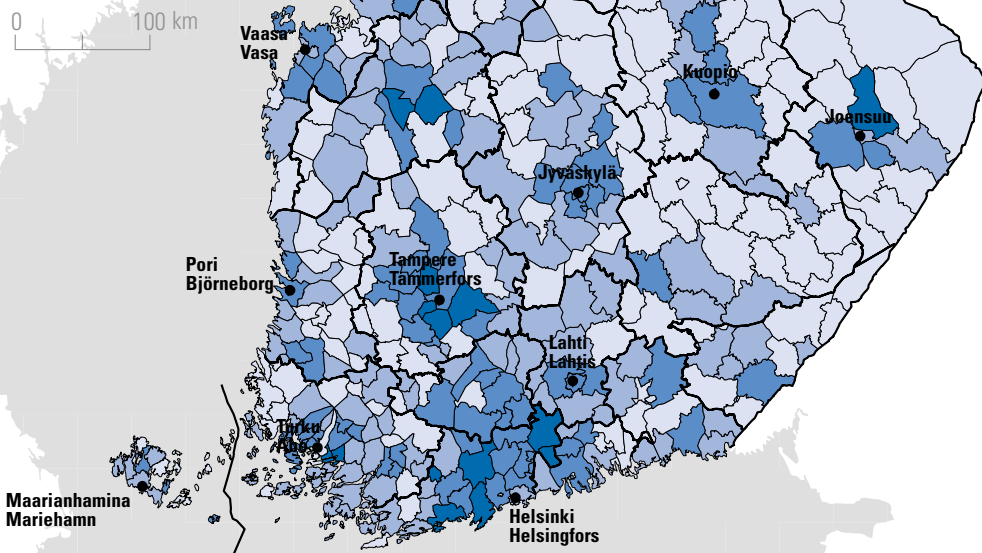 0
100 km
Vaasa
Vasa
Kuopio
Joensuu
Jyväskylä
Pori
Björneborg
Tampere
Tammerfors
Lahti
Lahtis
Turku
Åbo
Maarianhamina
Mariehamn
Helsinki
Helsingfors